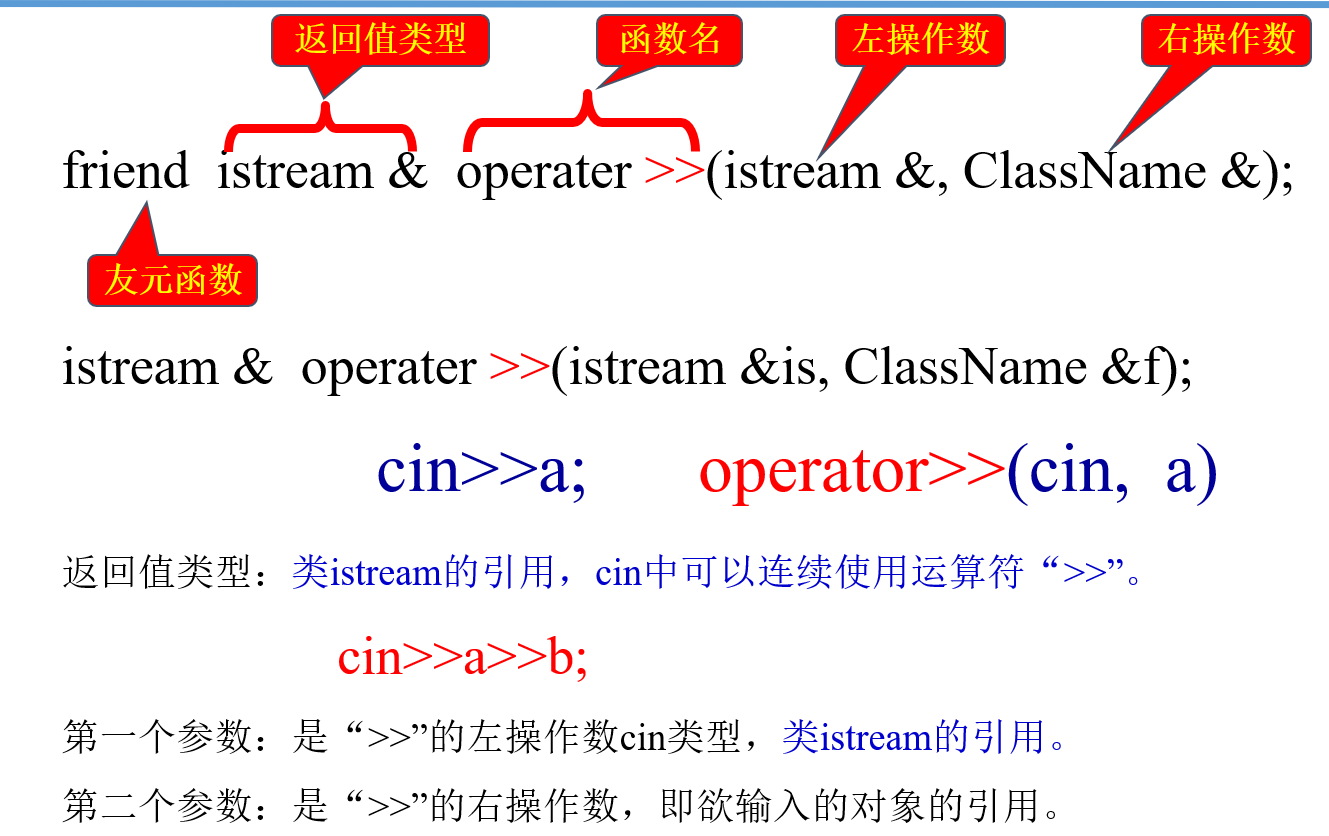 返回值类型 函数名 左操作数 右操作数
friend istream & operater >>(istream &, ClassName &);
友元函数
istream & operater >>(istream &is, ClassName &f);
cin>>a; operator>>(cin, a)
返回值类型：类istream的引用，cin中可以连续使用运算符“>>”。
cin>>a>>b;
第一个参数：是“>>”的左操作数cin类型，类istream的引用。
第二个参数：是“>>”的右操作数，即欲输入的对象的引用。